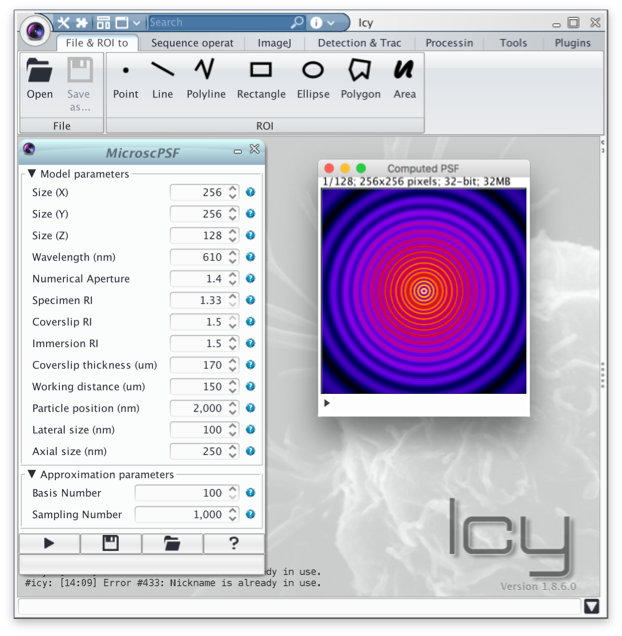 Search
Icy
File & ROI to Sequence operat ImageJ Detection & Trac Processin Tools Plugins
Open Save as... Point Line Polyline Rectangle Ellipse Polygon Area
File ROI
MicroscPSF
Model parameters
Size (X) 256
Size (Y) 256
Size (Z) 128
Wavelength (nm) 610
Numerical Aperture 1.4
Specimen RI 1.33
Coverslip RI 1.5
Immersion RI 1.5
Coverslip thickness (um) 170
Working distance (um) 150
Particle position (nm) 2,000
Lateral size (nm) 100
Axial size (nm) 250
Approximation parameters
Basis Number 100
Sampling Number 1,000
?
Computed PSF
1/128; 256x256 pixels; 32-bit; 32MB
Icy
Version 1.8.6.0
dy in use.
#icy: [14:09] Error #433: Nickname is already in use.